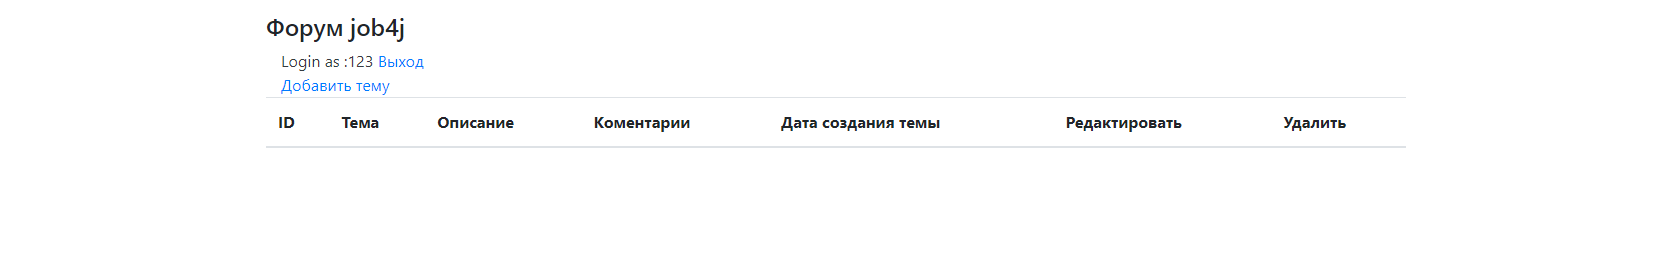 Форум job4j
Login as :123 Выход
Добавить тему
ID Тема Описание Коментарии Дата создания темы Редактировать Удалить